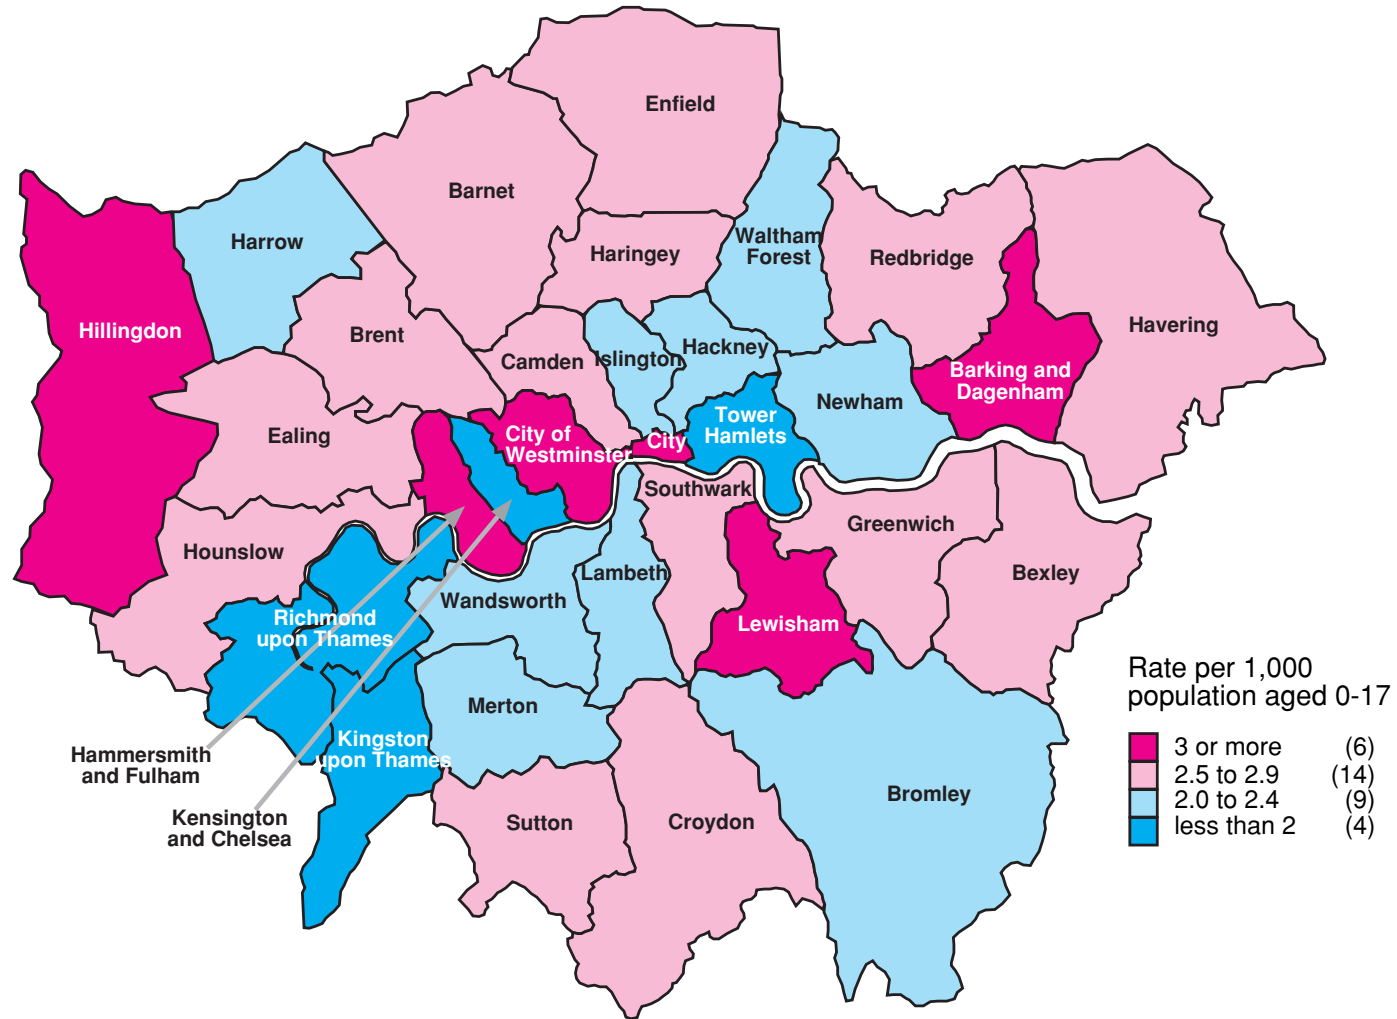 Enfield
Barnet
Harrow
Haringey
Waltham
Forest
Redbridge
Havering
Hillingdon
Brent
Camden
Islington
Hackney
Barking and
Dagenham
Newham
Tower
Hamlets
Ealing
City of
Westminster
City
Southwark
Greenwich
Hounslow
Lambeth
Bexley
Wandsworth
Richmond
upon Thames
Lewisham
Merton
Kingston
upon Thames
Hammersmith
and Fulham
Kensington
and Chelsea
Sutton
Croydon
Bromley
Rate per 1,000
population aged 0-17
3 or more (6)
2.5 to 2.9 (14)
2.0 to 2.4 (9)
less than 2 (4)